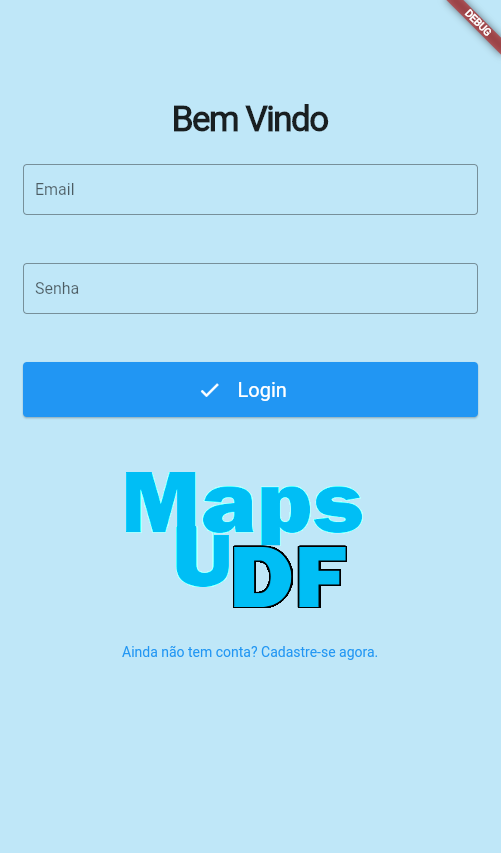 DEBUG
Bem Vindo
Email
Senha
Login
Maps
UDF
Ainda não tem conta? Cadastre-se agora.